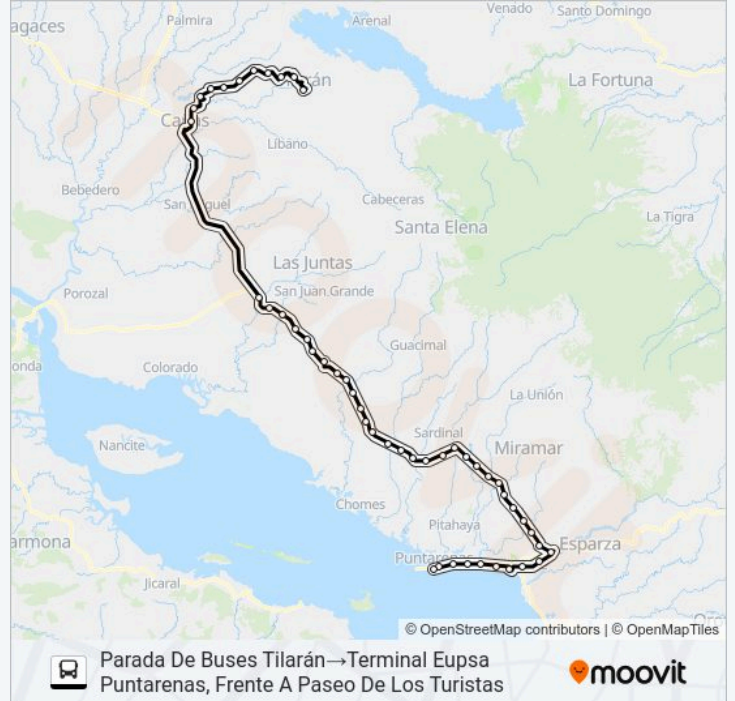 agaces
Palmira
Arenal
Venado
Santo Domingo
La Fortuna
Líbano
Bebedero
Cabeceras
La Tigra
Santa Elena
Las Juntas
San Juan Grande
Porozal
Guacimal
onda
Colorado
La Unión
Nancite
Sardinal
Miramar
Chomes
Pitahaya
armona
Puntarenas
Esparza
Jicaral
© OpenStreetMap contributors | © OpenMapTiles
Parada De Buses Tilarán→Terminal Eupsa
Puntarenas, Frente A Paseo De Los Turistas
moovit